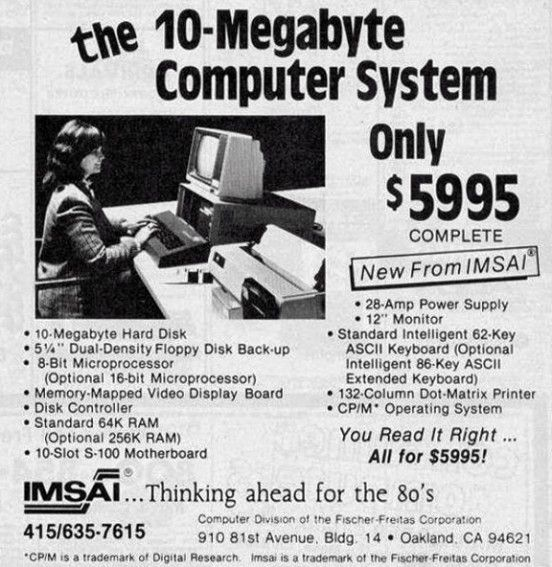 the 10-Megabyte
Computer System
Only
$5995
COMPLETE
New From IMSAI®
• 10-Megabyte Hard Disk
• 5¼" Dual-Density Floppy Disk Back-up
• 8-Bit Microprocessor
(Optional 16-bit Microprocessor)
• Memory-Mapped Video Display Board
• Disk Controller
• Standard 64K RAM
(Optional 256K RAM)
• 10-Slot S-100 Motherboard
• 28-Amp Power Supply
• 12" Monitor
• Standard Intelligent 62-Key
ASCII Keyboard (Optional
Intelligent 86-Key ASCII
Extended Keyboard)
• 132-Column Dot-Matrix Printer
• CP/M* Operating System
You Read It Right ...
All for $5995!
IMSAI® ...Thinking ahead for the 80's
415/635-7615
Computer Division of the Fischer-Freitas Corporation
910 81st Avenue, Bldg. 14 • Oakland, CA 94621
*CP/M is a trademark of Digital Research. Imsai is a trademark of the Fischer-Freitas Corporation